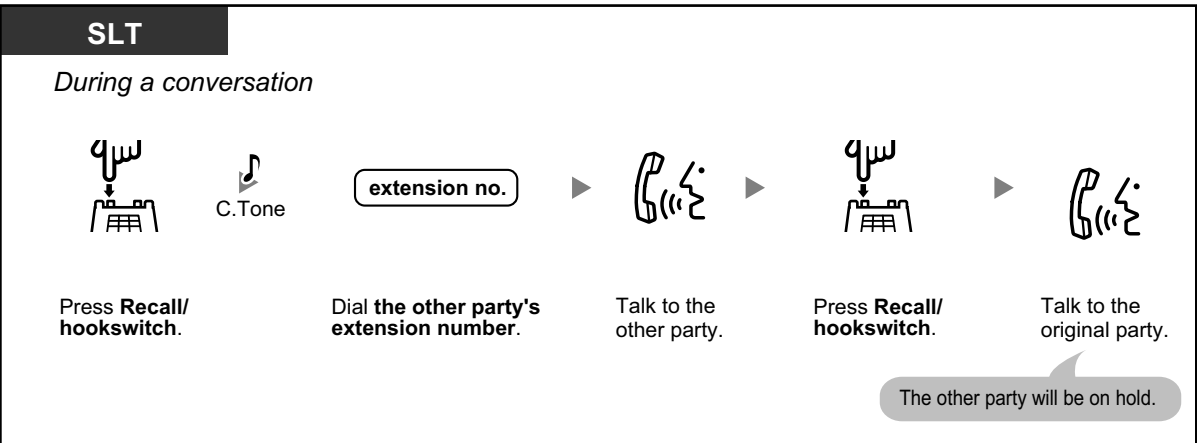 SLT
During a conversation
C.Tone
extension no.
Press Recall/
hookswitch.
Dial the other party's
extension number.
Talk to the
other party.
Press Recall/
hookswitch.
Talk to the
original party.
The other party will be on hold.